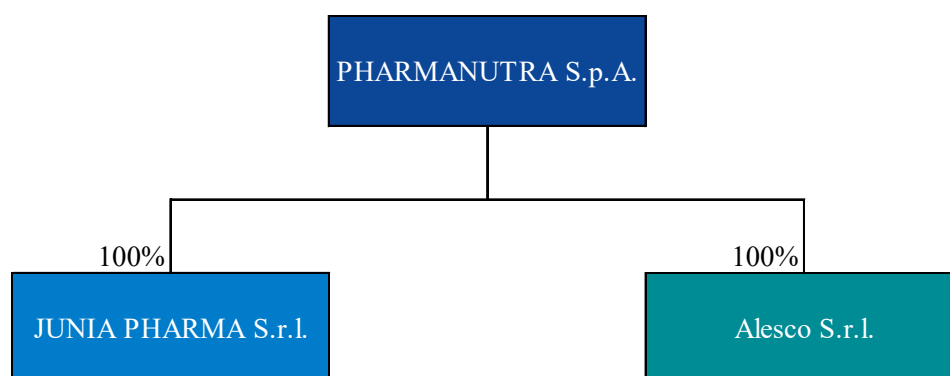 PHARMANUTRA S.p.A.
100%
100%
JUNIA PHARMA S.r.l.
Alesco S.r.l.